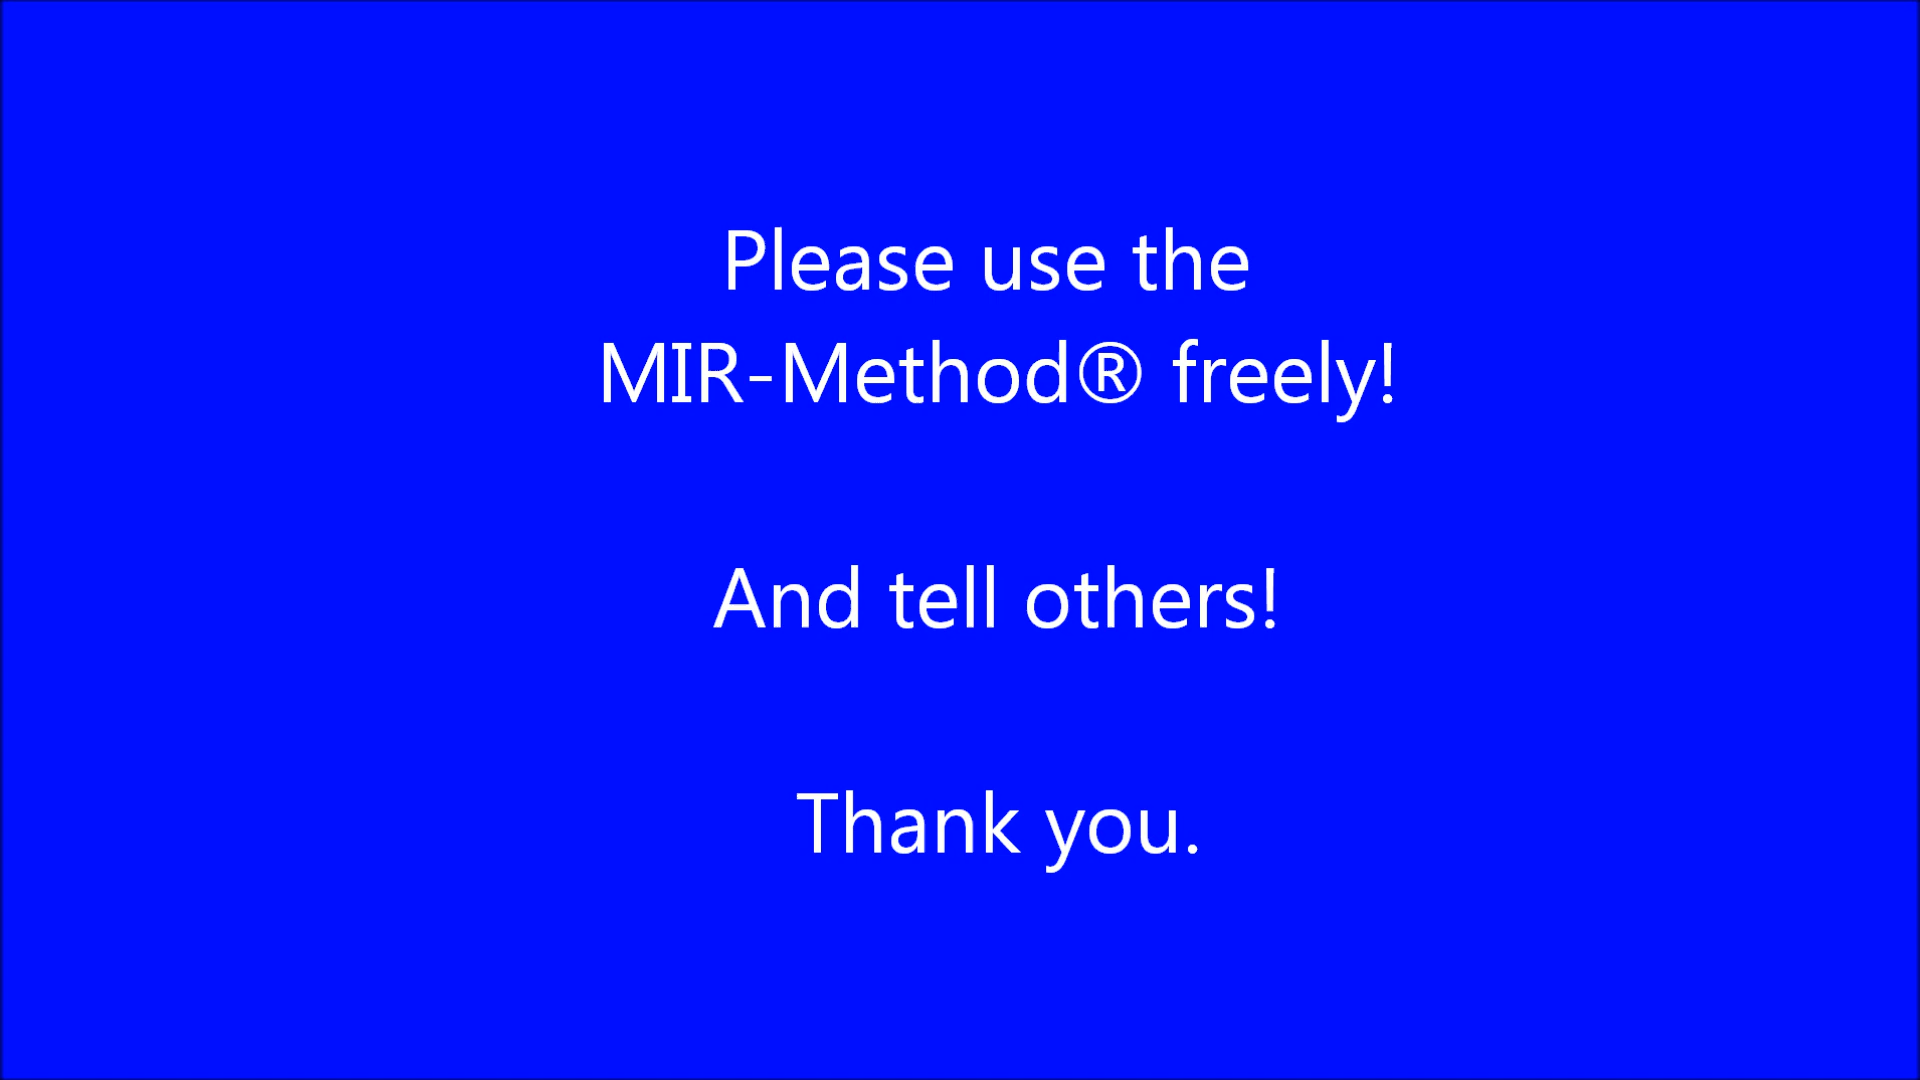 Please use the
MIR-Method® freely!
And tell others!
Thank you.